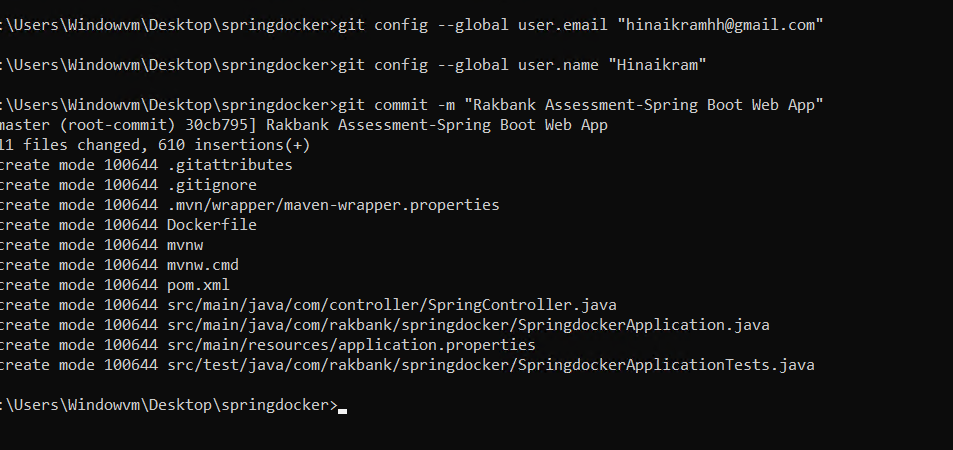 :\Users\Windowvm\Desktop\springdocker>git config --global user.email "hinaikramhh@gmail.com"
:\Users\Windowvm\Desktop\springdocker>git config --global user.name "Hinaikram"
:\Users\Windowvm\Desktop\springdocker>git commit -m "Rakbank Assessment-Spring Boot Web App"
master (root-commit) 30cb795] Rakbank Assessment-Spring Boot Web App
11 files changed, 610 insertions(+)
create mode 100644 .gitattributes
create mode 100644 .gitignore
create mode 100644 .mvn/wrapper/maven-wrapper.properties
create mode 100644 Dockerfile
create mode 100644 mvnw
create mode 100644 mvnw.cmd
create mode 100644 pom.xml
create mode 100644 src/main/java/com/controller/SpringController.java
create mode 100644 src/main/java/com/rakbank/springdocker/SpringdockerApplication.java
create mode 100644 src/main/resources/application.properties
create mode 100644 src/test/java/com/rakbank/springdocker/SpringdockerApplicationTests.java
:\Users\Windowvm\Desktop\springdocker>